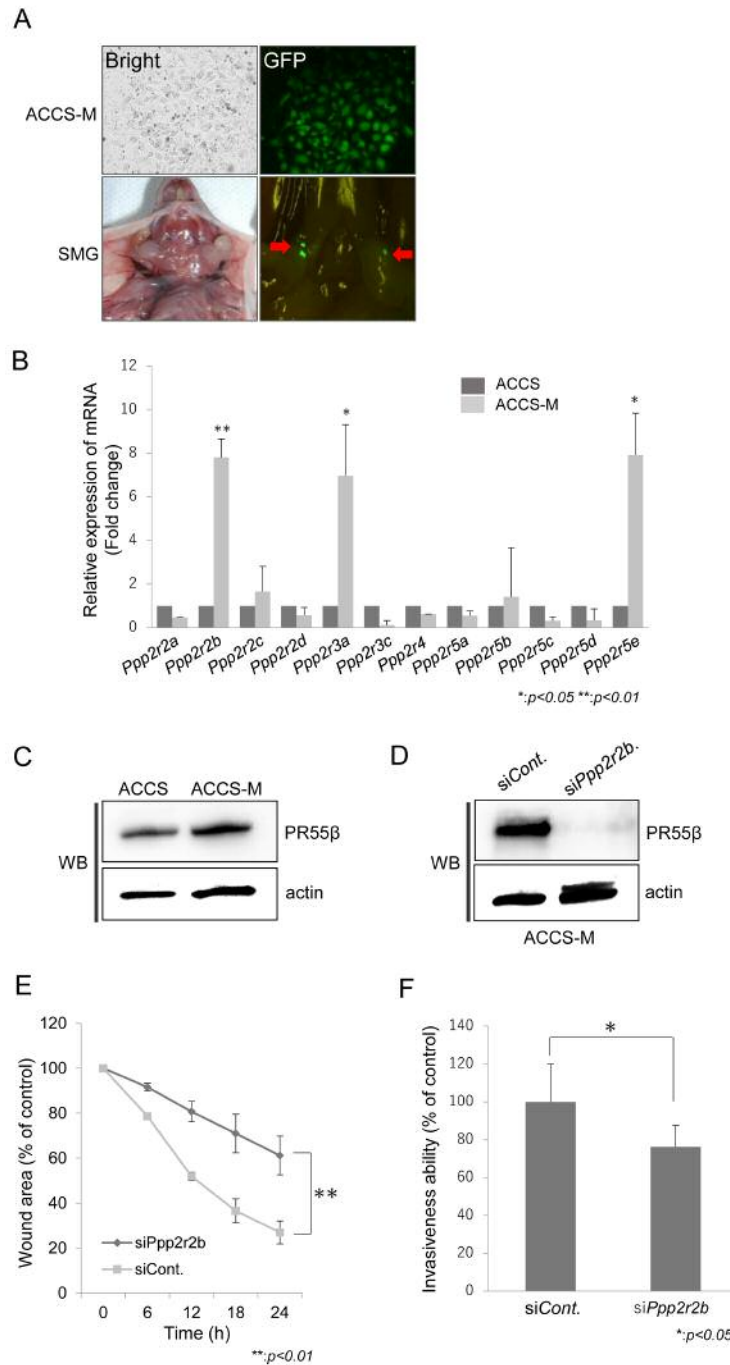 A
Bright
GFP
ACCS-M
SMG
B
Relative expression of mRNA
(Fold change)
12
10
8
6
4
2
0
**
*
*
ACCS
ACCS-M
Ppp2r2a
Ppp2r2b
Ppp2r2c
Ppp2r2d
Ppp2r3a
Ppp2r3c
Ppp2r4
Ppp2r5a
Ppp2r5b
Ppp2r5c
Ppp2r5d
Ppp2r5e
*:p<0.05 **:p<0.01
C
ACCS ACCS-M
WB
PR55β
actin
D
siCont. siPpp2r2b.
WB
PR55β
actin
ACCS-M
E
Wound area (% of control)
120
100
80
60
40
20
0
**
siPpp2r2b
siCont.
0 6 12 18 24
Time (h)
**:p<0.01
F
Invasiveness ability (% of control)
140
120
100
80
60
40
20
0
*
siCont. siPpp2r2b
*:p<0.05